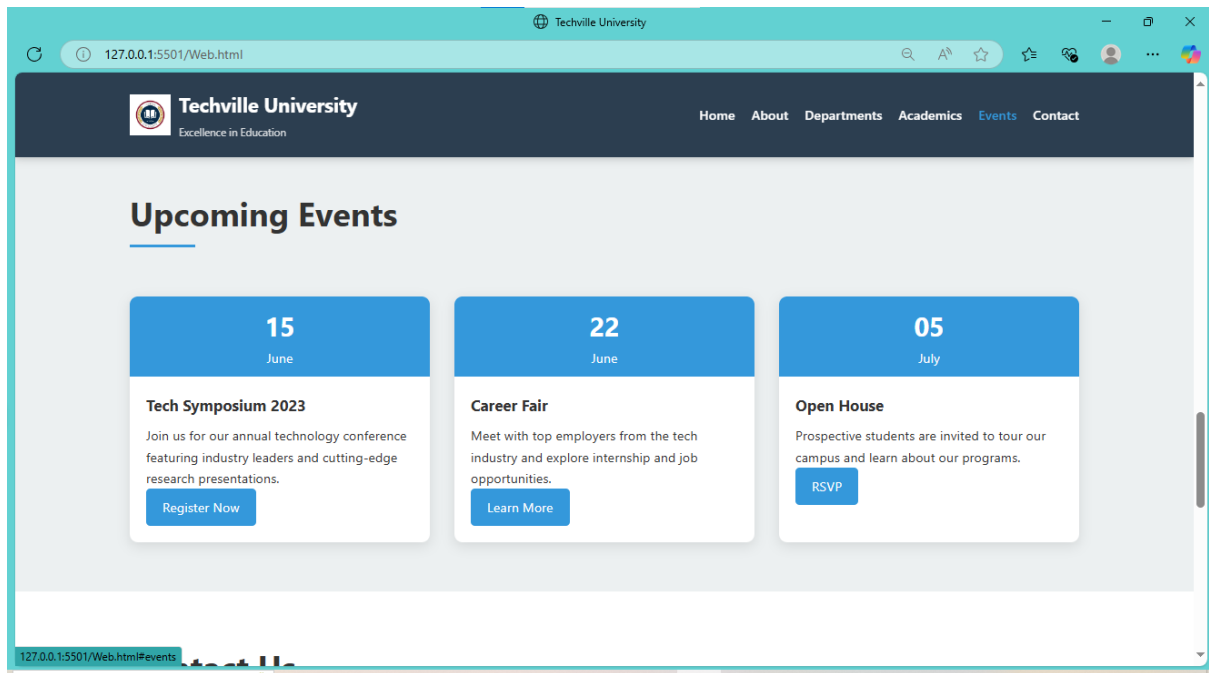 Techville University
127.0.0.1:5501/Web.html
Techville University
Excellence in Education
Home About Departments Academics Events Contact
Upcoming Events
15
June
Tech Symposium 2023
Join us for our annual technology conference
featuring industry leaders and cutting-edge
research presentations.
Register Now
22
June
Career Fair
Meet with top employers from the tech
industry and explore internship and job
opportunities.
Learn More
05
July
Open House
Prospective students are invited to tour our
campus and learn about our programs.
RSVP
127.0.0.1:5501/Web.html#events
Us